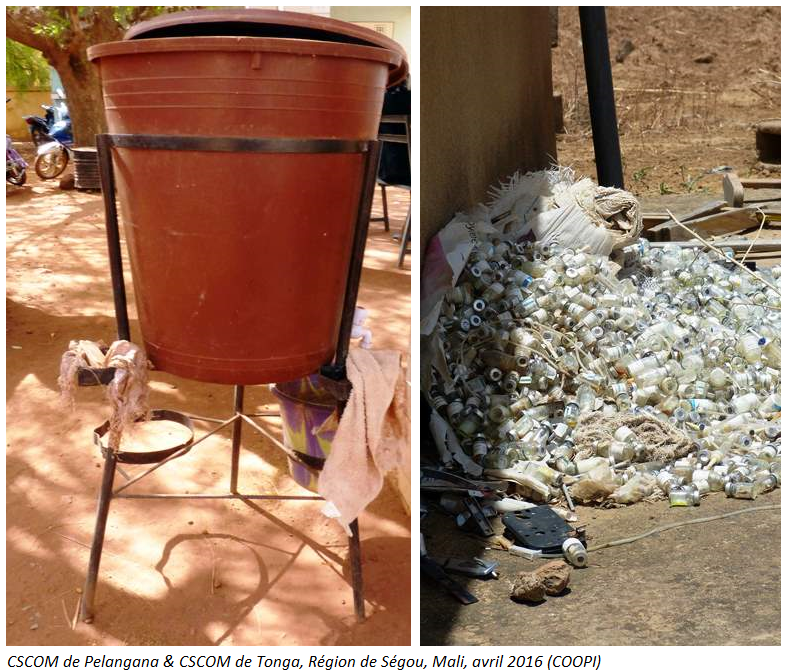 CSCOM de Pelangana & CSCOM de Tonga, Région de Ségou, Mali, avril 2016 (COOPI)